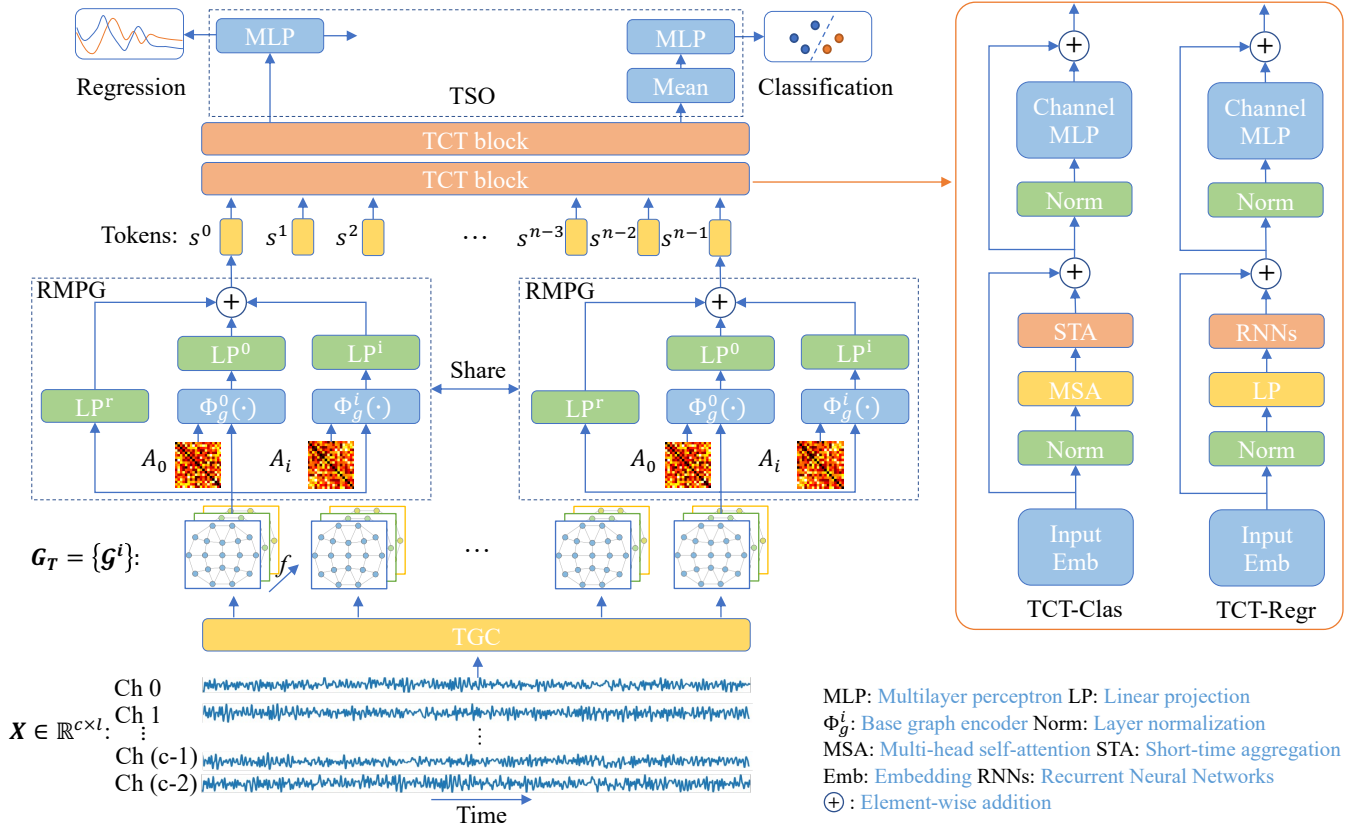 MLP
MLP
Mean
Regression
TSO
Classification
TCT block
TCT block
Tokens: s^0 s^1 s^2 ... s^{n-3} s^{n-2} s^{n-1}
RMPG
RMPG
+
+
LP^0
LP^i
LP^0
LP^i
Share
LP^r
Φ_g^0(·)
Φ_g^i(·)
LP^r
Φ_g^0(·)
Φ_g^i(·)
A_0
A_i
A_0
A_i
G_T = {G^i}:
f
...
TGC
Ch 0
X ∈ ℝ^{c×l}:
Ch 1
⋮
⋮
Ch (c-1)
Ch (c-2)
Time
+
+
Channel
MLP
Channel
MLP
Norm
Norm
+
+
STA
RNNs
MSA
LP
Norm
Norm
Input
Emb
Input
Emb
TCT-Clas
TCT-Regr
MLP: Multilayer perceptron LP: Linear projection
Φ_g^i: Base graph encoder Norm: Layer normalization
MSA: Multi-head self-attention STA: Short-time aggregation
Emb: Embedding RNNs: Recurrent Neural Networks
⊕ : Element-wise addition